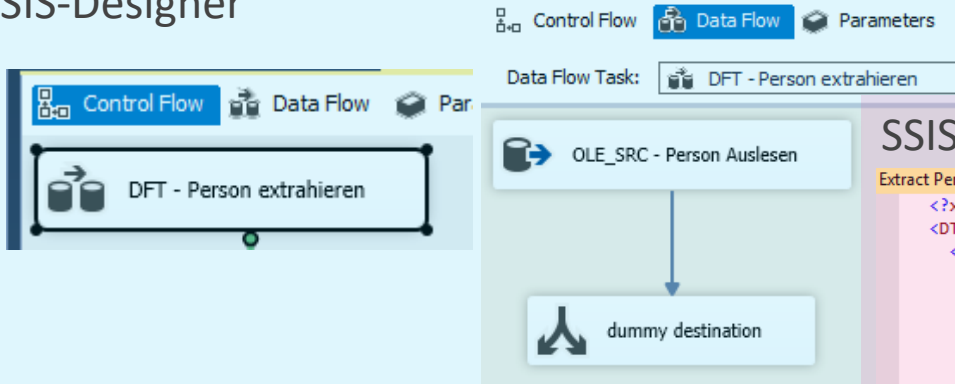 SIS-Designer
Control Flow Data Flow Par
DFT - Person extrahieren
Control Flow Data Flow Parameters
Data Flow Task: DFT - Person extrahieren
OLE_SRC - Person Auslesen
dummy destination
SSIS
Extract Per
<?x
<DT
<